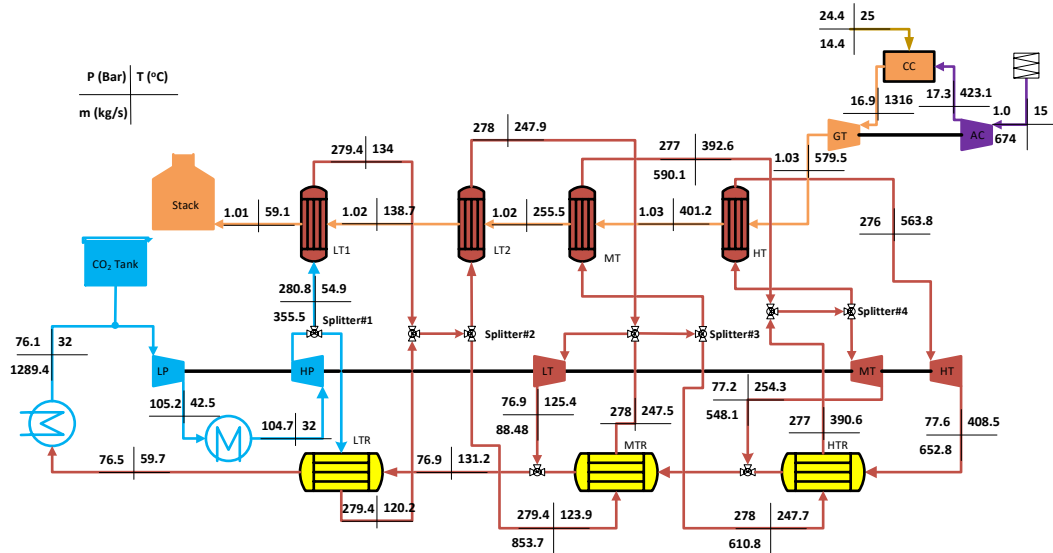 24.4 25
14.4
CC
P (Bar) T (°C)
m (kg/s)
17.3 423.1
16.9 1316
1.0 15
674
GT
AC
278 247.9
277 392.6
590.1
279.4 134
1.03 579.5
Stack
1.01 59.1
1.02 138.7
1.02 255.5
1.03 401.2
276 563.8
LT1
LT2
MT
HT
CO₂ Tank
280.8 54.9
355.5
Splitter#1
Splitter#2
Splitter#3
Splitter#4
76.1 32
1289.4
LP
HP
LT
MT
HT
105.2 42.5
104.7 32
76.9 125.4
88.48
77.2 254.3
548.1
77.6 408.5
652.8
278 247.5
277 390.6
LTR
MTR
HTR
76.5 59.7
76.9 131.2
279.4 120.2
279.4 123.9
853.7
278 247.7
610.8